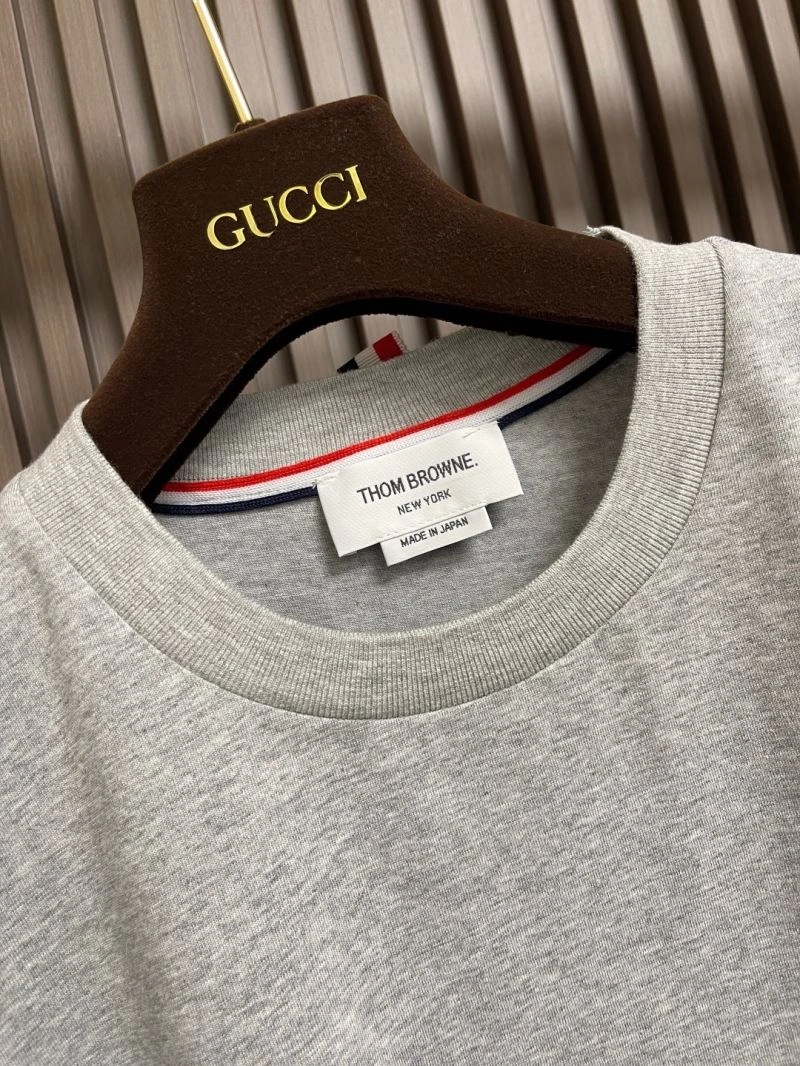 GUCCI
THOM BROWNE.
NEW YORK
MADE IN JAPAN